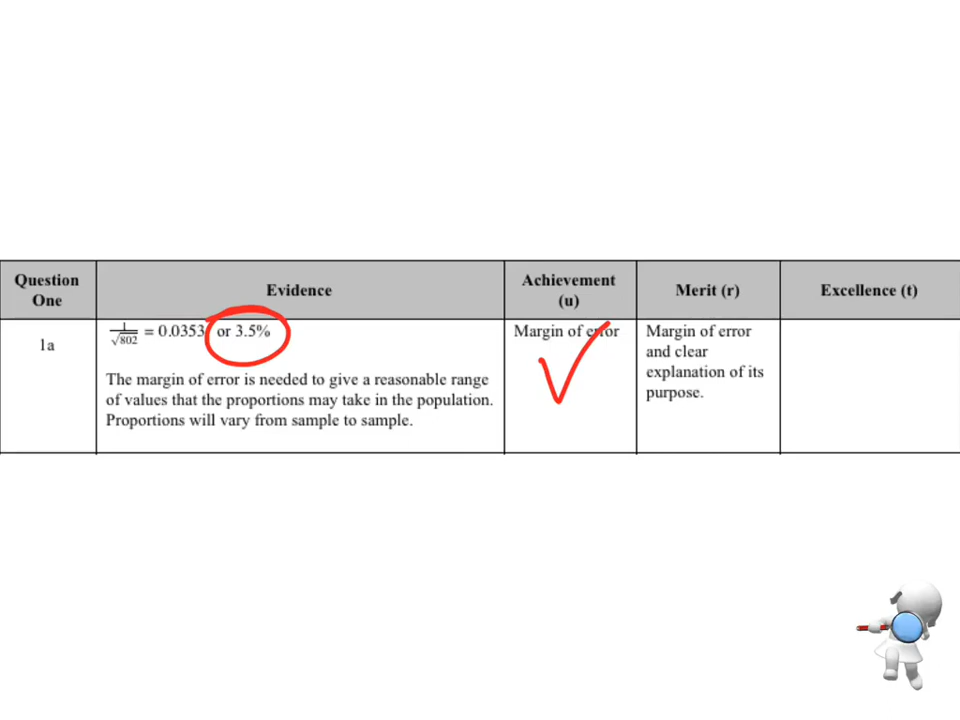 Question One
Evidence
Achievement (u)
Merit (r)
Excellence (t)
1a
1/√802 = 0.0353 or 3.5%
The margin of error is needed to give a reasonable range
of values that the proportions may take in the population.
Proportions will vary from sample to sample.
Margin of error
Margin of error
and clear
explanation of its
purpose.